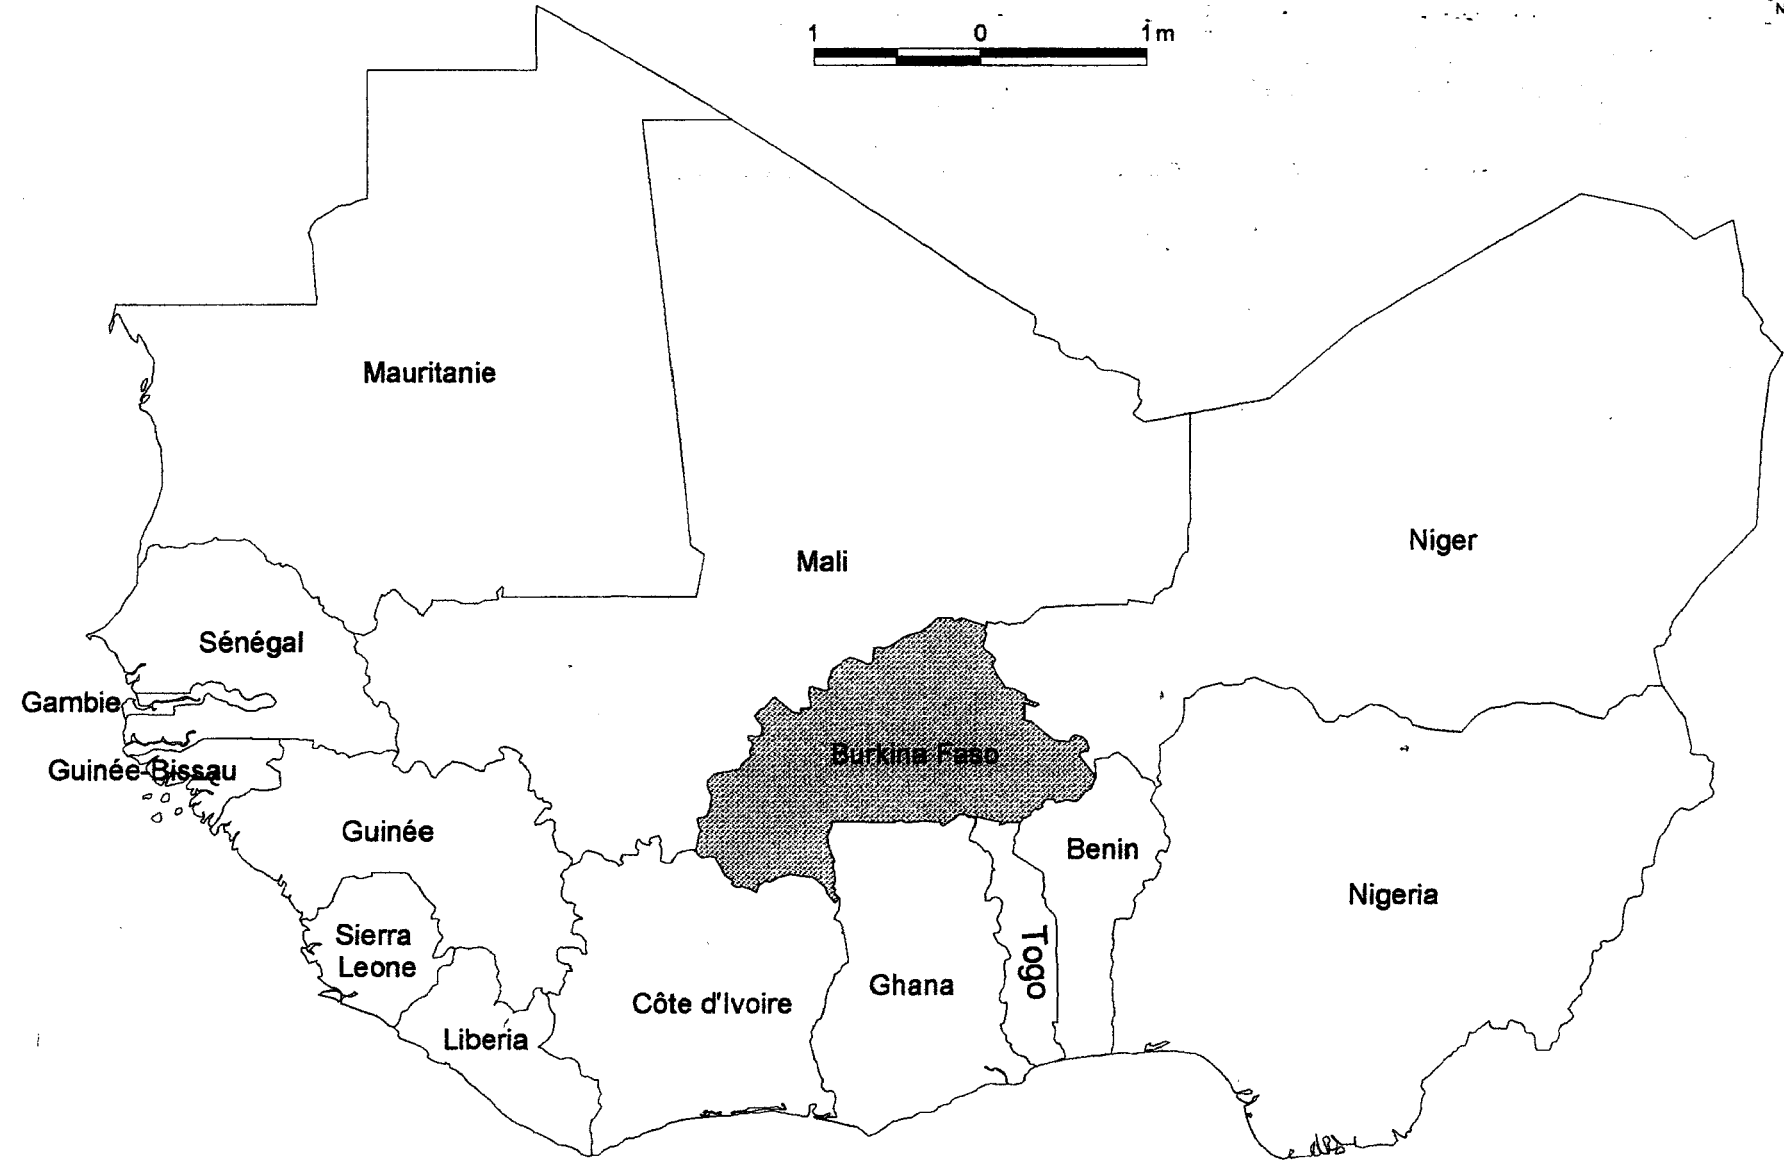 1 0 1 m
N
Mauritanie
Niger
Mali
Sénégal
Gambie
Burkina Faso
Guinée-Bissau
Guinée
Benin
Nigeria
Sierra
Leone
Togo
Ghana
Côte d'Ivoire
Liberia